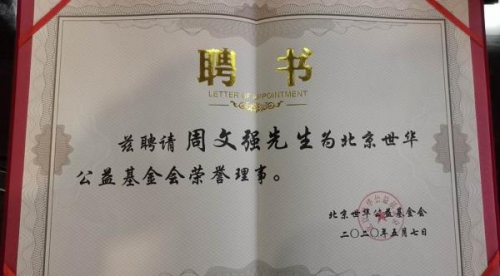 聘书
LETTER OF APPOINTMENT
兹聘请 周文强先生为北京世华
公益基金会荣誉理事。
北京世华公益基金会
二〇二〇年五月七日